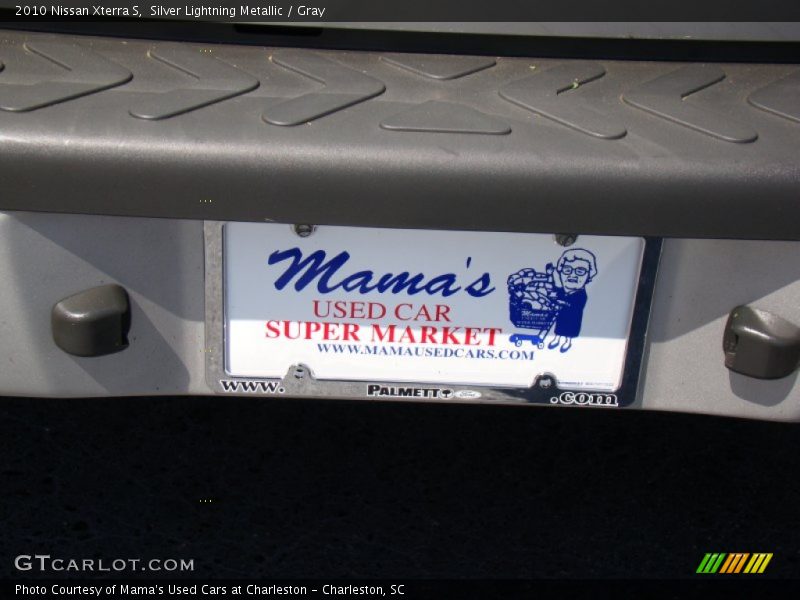 2010 Nissan Xterra S,  Silver Lightning Metallic / Gray
Mama's
USED CAR
SUPER MARKET
WWW.MAMAUSEDCARS.COM
www.
PALMETTO
Ford
.com
GTCARLOT.COM
Photo Courtesy of Mama's Used Cars at Charleston – Charleston, SC